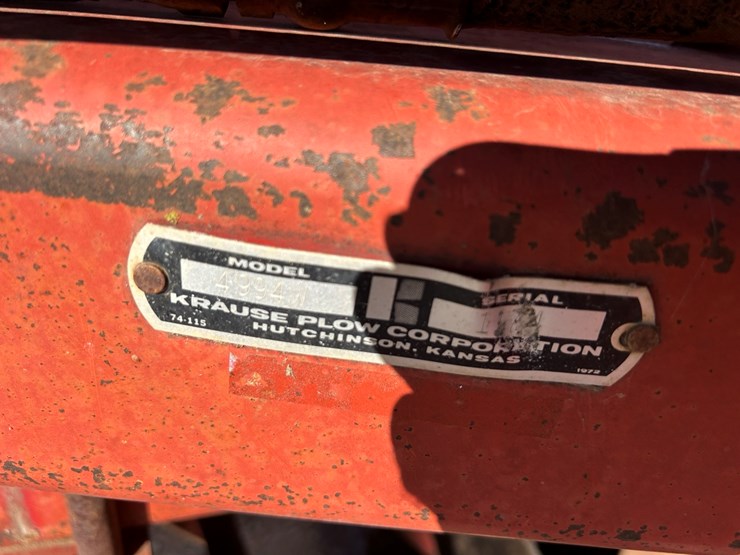 MODEL
SERIAL
KRAUSE PLOW CORPORATION
74-115
HUTCHINSON, KANSAS
1972